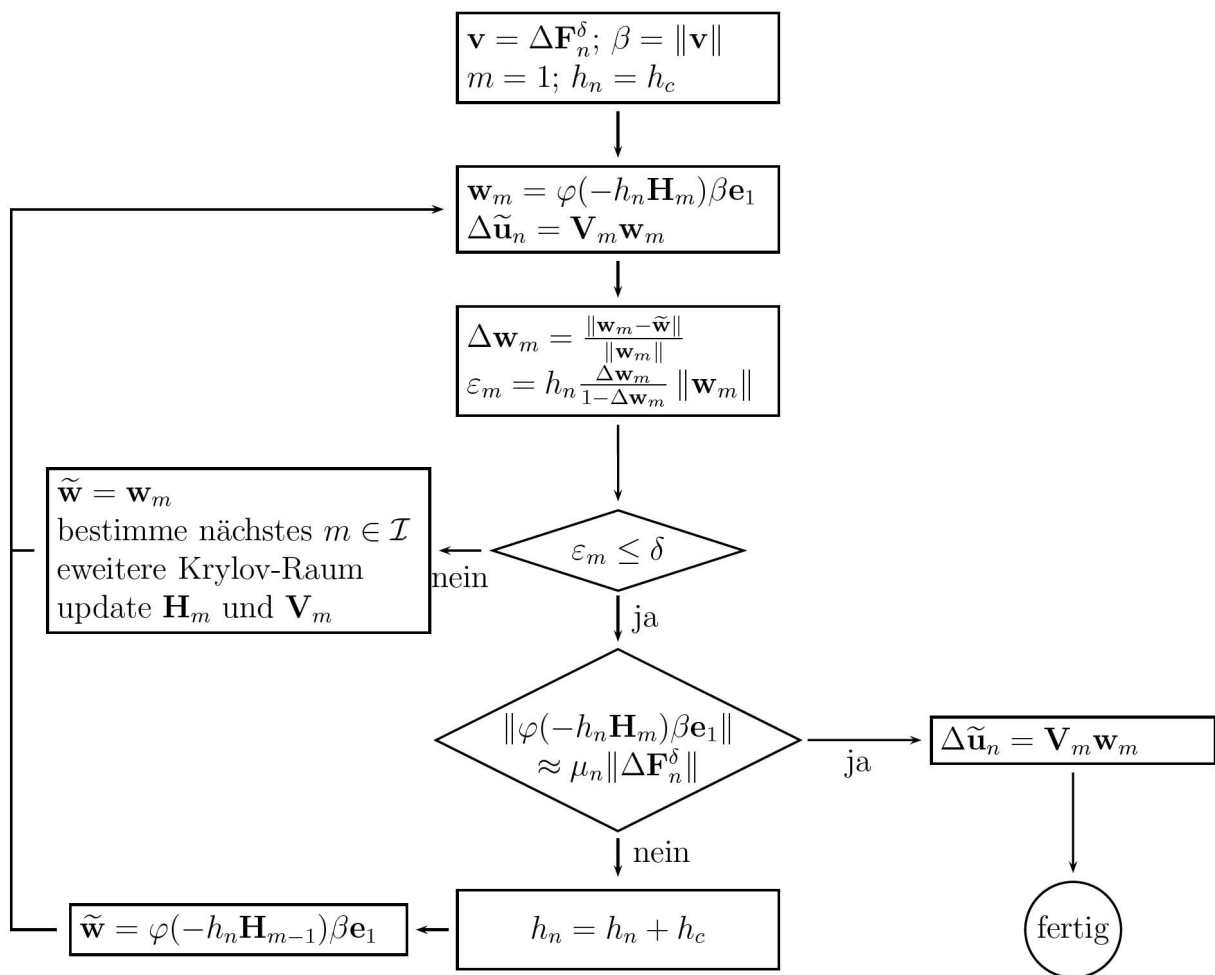 v = ΔF_n^δ; β = ‖v‖
m = 1; h_n = h_c
w_m = φ(−h_n H_m)βe_1
Δũ_n = V_m w_m
Δw_m = ‖w_m − w̃‖ / ‖w_m‖
ε_m = h_n Δw_m / (1−Δw_m) ‖w_m‖
w̃ = w_m
bestimme nächstes m ∈ ℐ
eweitere Krylov-Raum
update H_m und V_m
nein
ε_m ≤ δ
ja
‖φ(−h_n H_m)βe_1‖
≈ μ_n‖ΔF_n^δ‖
ja
Δũ_n = V_m w_m
nein
w̃ = φ(−h_n H_{m−1})βe_1
h_n = h_n + h_c
fertig